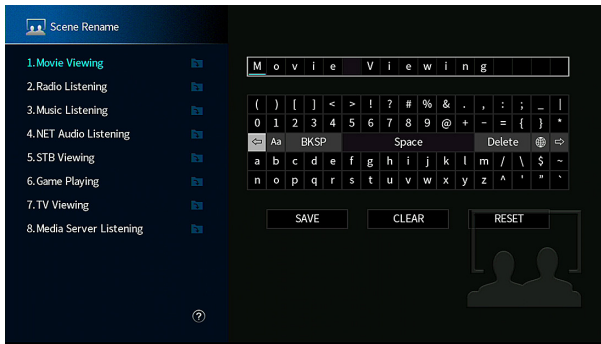 Scene Rename
1.Movie Viewing
2.Radio Listening
3.Music Listening
4.NET Audio Listening
5.STB Viewing
6.Game Playing
7.TV Viewing
8.Media Server Listening
?
Movie Viewing
( ) [ ] < > ! ? # % & . , : ; _ |
0 1 2 3 4 5 6 7 8 9 @ + - = { } *
⇦ Aa BKSP Space Delete ⇨
a b c d e f g h i j k l m / \ $ ~
n o p q r s t u v w x y z ^ ' " `
SAVE CLEAR RESET